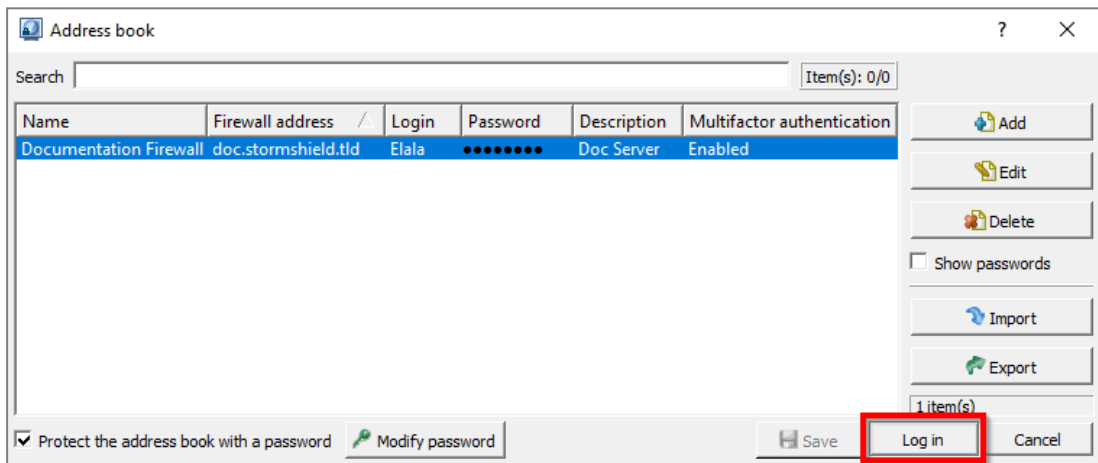 Address book ?
Search Item(s): 0/0
Name Firewall address Login Password Description Multifactor authentication
Documentation Firewall doc.stormshield.tld Elala ●●●●●●●● Doc Server Enabled
Add
Edit
Delete
Show passwords
Import
Export
1 item(s)
Protect the address book with a password Modify password Save Log in Cancel